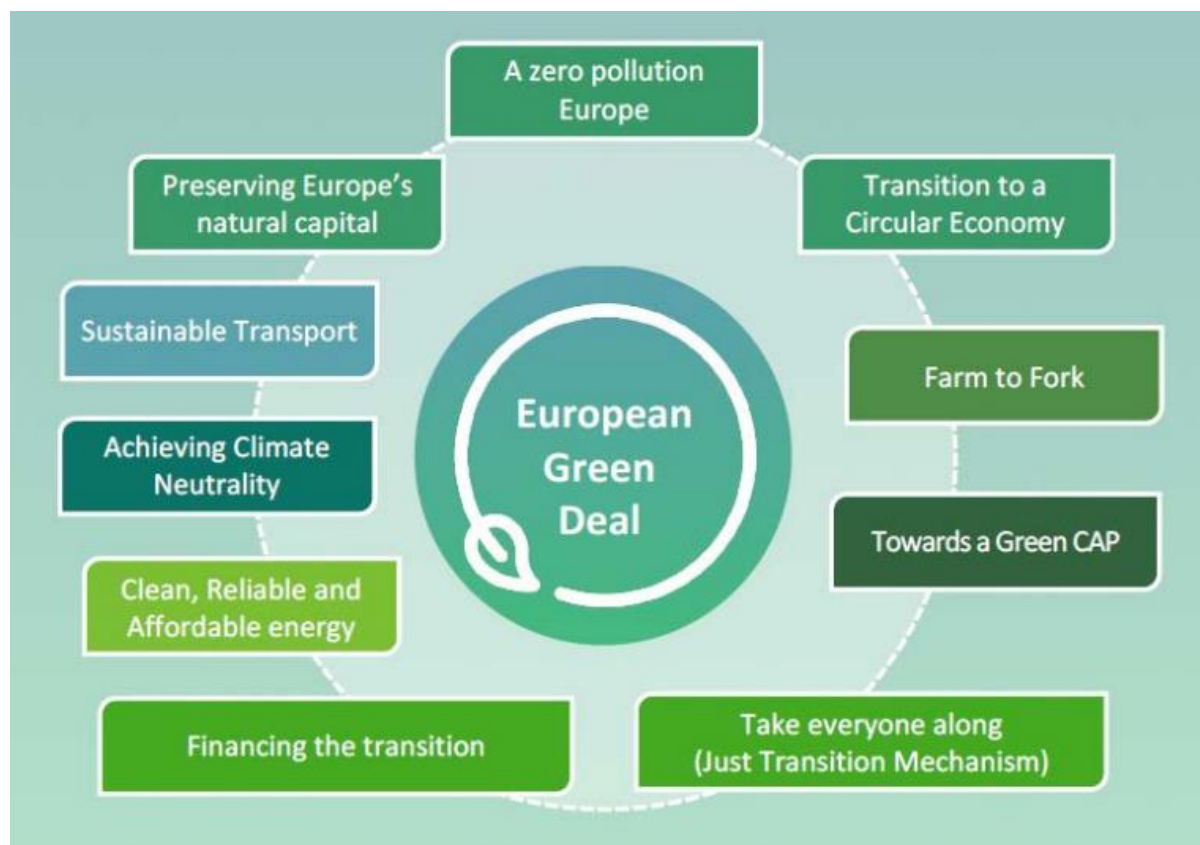 A zero pollution
Europe
Preserving Europe's
natural capital
Transition to a
Circular Economy
Sustainable Transport
Farm to Fork
European
Green
Deal
Achieving Climate
Neutrality
Towards a Green CAP
Clean, Reliable and
Affordable energy
Financing the transition
Take everyone along
(Just Transition Mechanism)